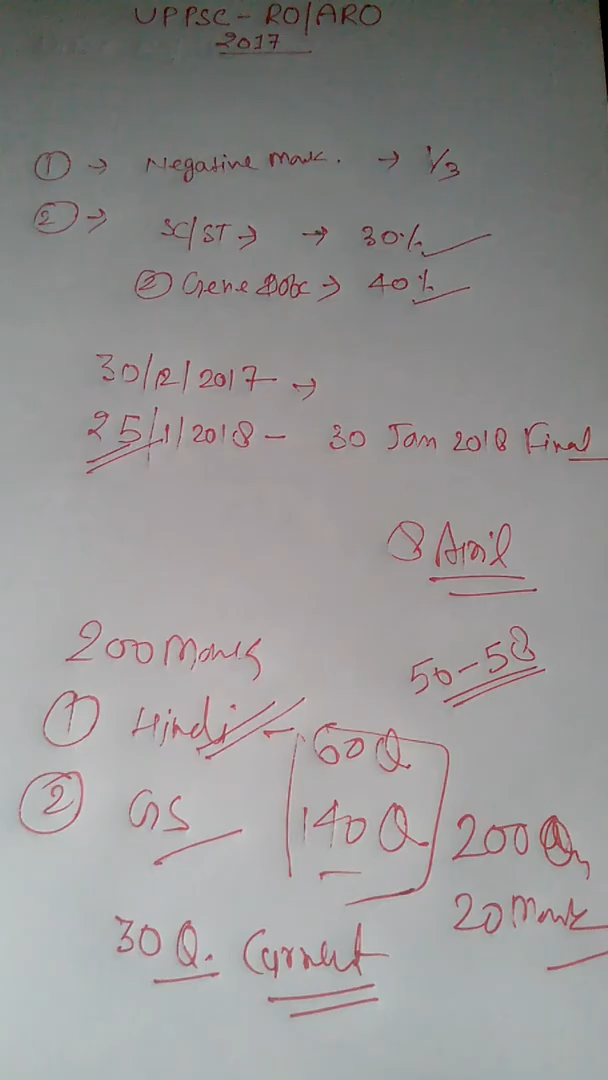 UPPSC - RO/ARO
2017
① → Negative Mark. → 1/3
② → SC/ST → → 30%
② Gene & obc → 40%
30/12/2017 →
25/1/2018 - 30 Jan 2018 Final
8 April
200 Marks
50-58
① Hindi - 60 Q
② GS 140 Q 200 Q,
20 Mark
30 Q. Current